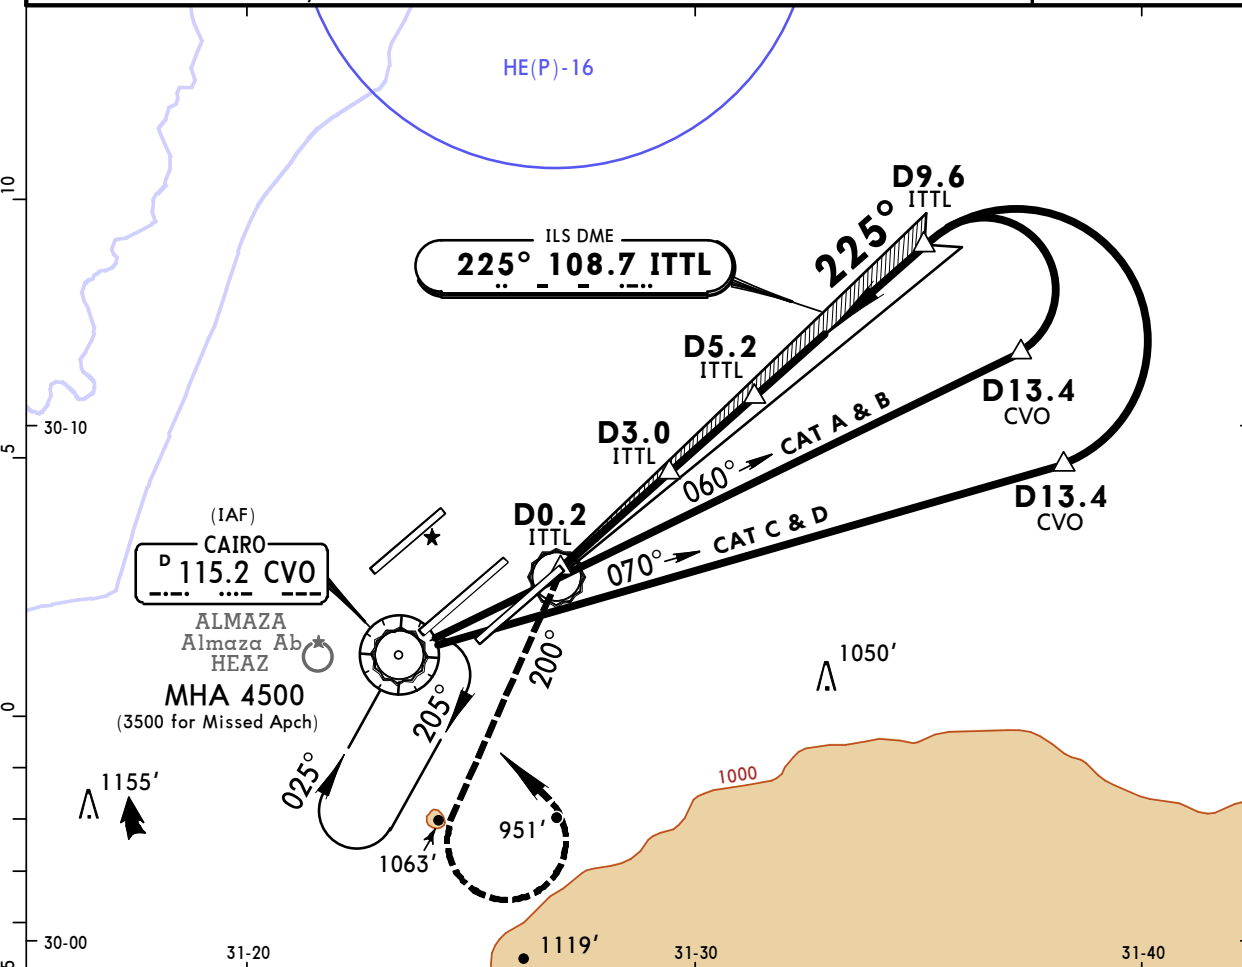 HE(P)-16
D9.6
ITTL
10
225°
ILS DME
225° 108.7 ITTL
D5.2
ITTL
D13.4
CVO
CAT A & B
060°
30-10
D3.0
ITTL
5
D13.4
CVO
CAT C & D
070°
D0.2
ITTL
(IAF)
CAIRO
D 115.2 CVO
ALMAZA
Almaza Ab
HEAZ
MHA 4500
(3500 for Missed Apch)
200°
205°
025°
1050'
0
1155'
1000
951'
1063'
1119'
30-00
31-20
31-30
31-40
5